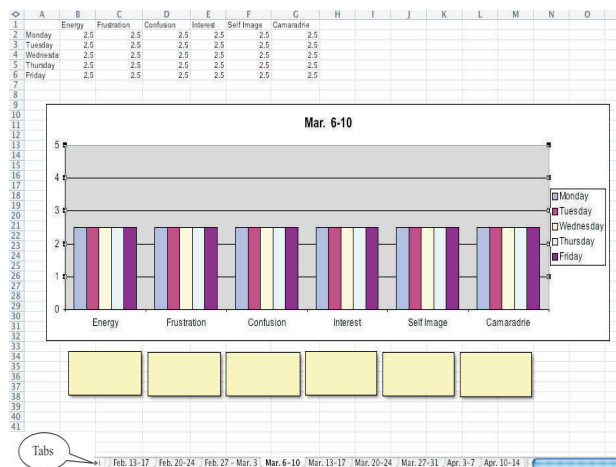 A B C D E F G H I J K L M N O
1 Energy Frustration Confusion Interest Self Image Camaradrie
2 Monday 2.5 2.5 2.5 2.5 2.5 2.5
3 Tuesday 2.5 2.5 2.5 2.5 2.5 2.5
4 Wednesda 2.5 2.5 2.5 2.5 2.5 2.5
5 Thursday 2.5 2.5 2.5 2.5 2.5 2.5
6 Friday 2.5 2.5 2.5 2.5 2.5 2.5
7
8
9
10
11
12
13
14
15
16
17
18
19
20
21
22
23
24
25
26
27
28
29
30
31
32
33
34
35
36
37
38
39
40
41
Mar. 6-10
5
4
3
2
1
0
Energy Frustration Confusion Interest Self Image Camaradrie
Monday
Tuesday
Wednesday
Thursday
Friday
Tabs
Feb. 13-17 Feb. 20-24 Feb. 27 - Mar. 3 Mar. 6-10 Mar. 13-17 Mar. 20-24 Mar. 27-31 Apr. 3-7 Apr. 10-14